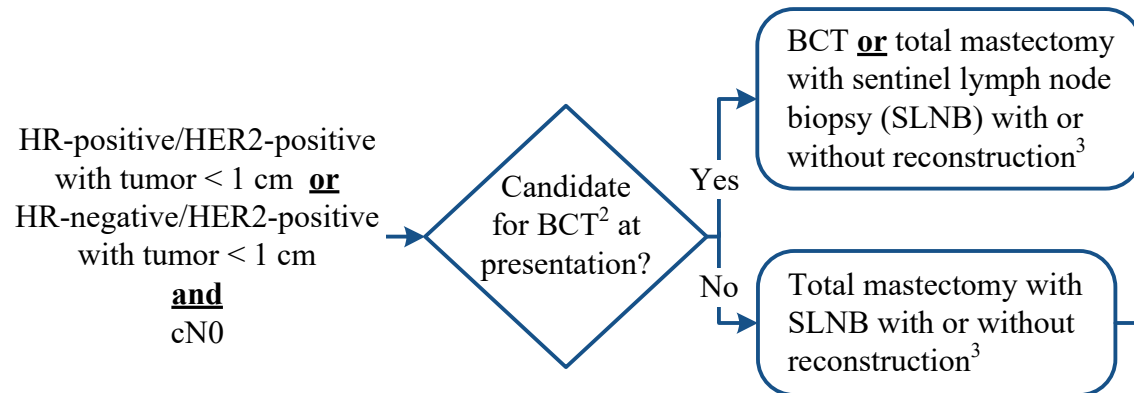 HR-positive/HER2-positive
with tumor < 1 cm or
HR-negative/HER2-positive
with tumor < 1 cm
and
cN0
Candidate
for BCT² at
presentation?
Yes
No
BCT or total mastectomy
with sentinel lymph node
biopsy (SLNB) with or
without reconstruction³
Total mastectomy with
SLNB with or without
reconstruction³